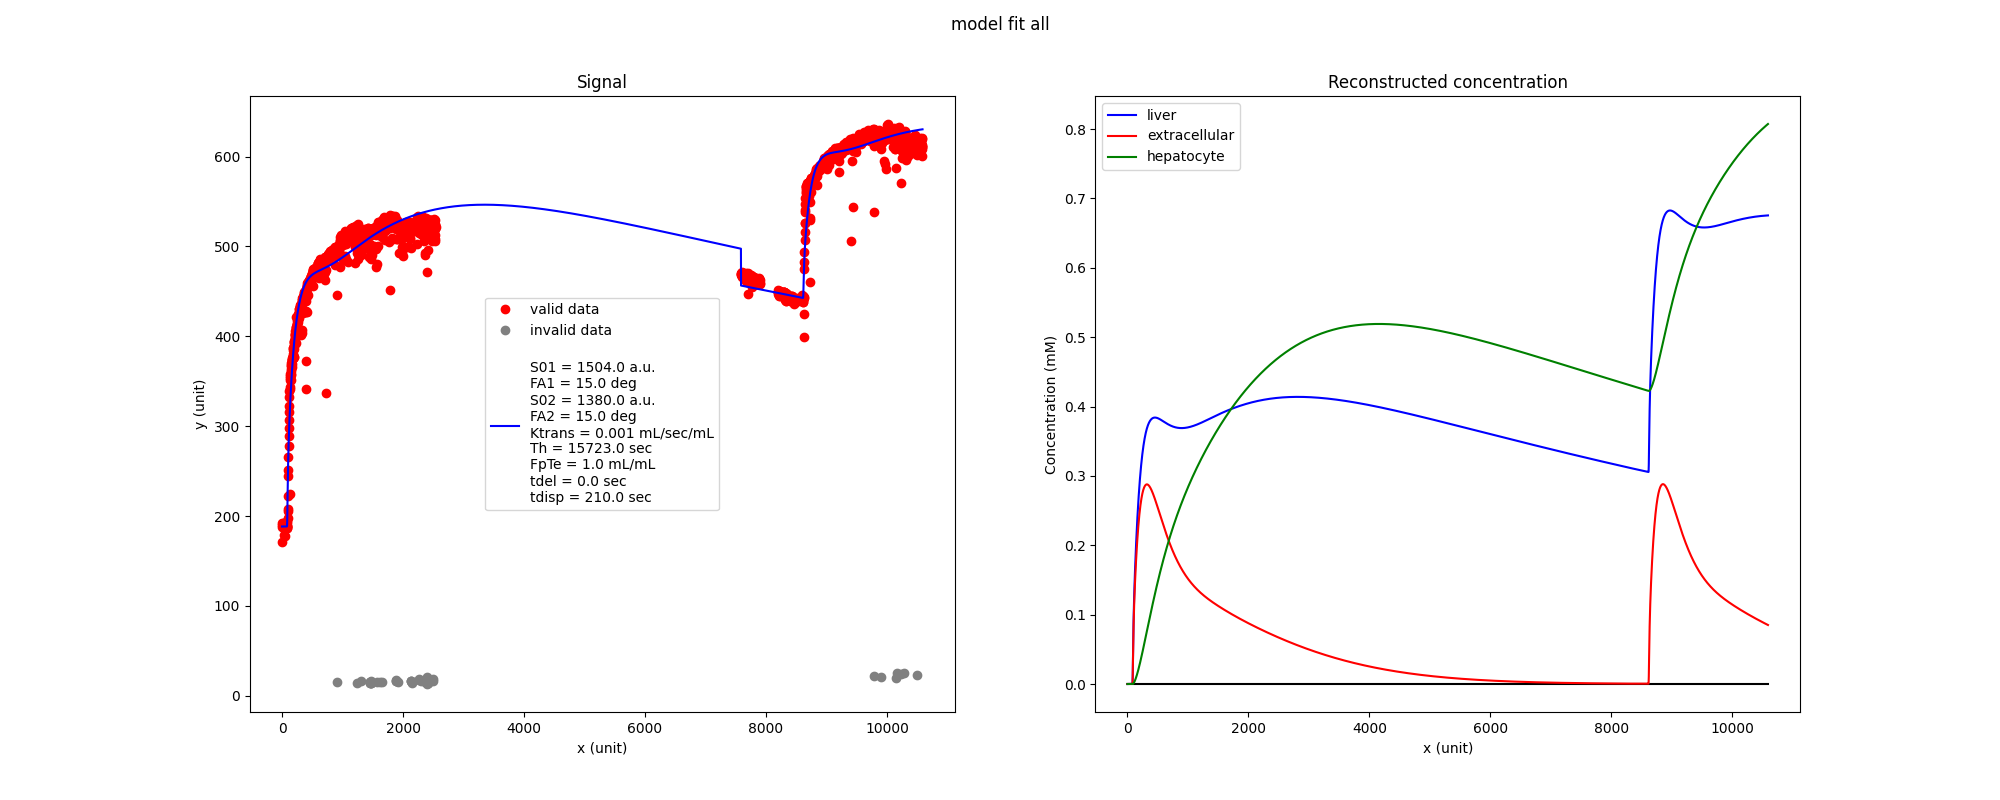 model fit all
Signal
y (unit)
600
500
400
300
200
100
0
valid data
invalid data
S01 = 1504.0 a.u.
FA1 = 15.0 deg
S02 = 1380.0 a.u.
FA2 = 15.0 deg
Ktrans = 0.001 mL/sec/mL
Th = 15723.0 sec
FpTe = 1.0 mL/mL
tdel = 0.0 sec
tdisp = 210.0 sec
0 2000 4000 6000 8000 10000
x (unit)
Reconstructed concentration
liver
extracellular
hepatocyte
Concentration (mM)
0.8
0.7
0.6
0.5
0.4
0.3
0.2
0.1
0.0
0 2000 4000 6000 8000 10000
x (unit)